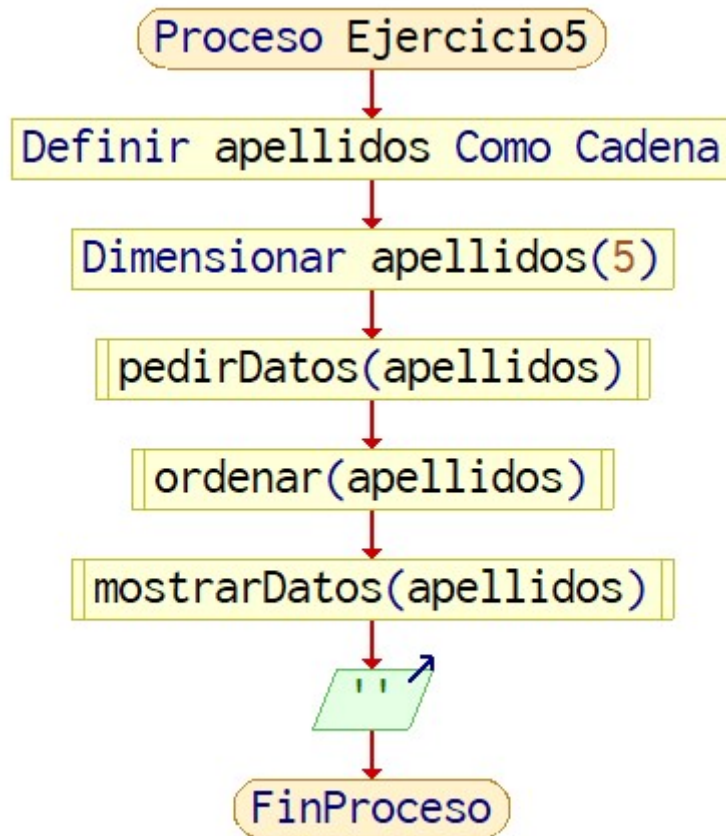 Proceso Ejercicio5
Definir apellidos Como Cadena
Dimensionar apellidos(5)
pedirDatos(apellidos)
ordenar(apellidos)
mostrarDatos(apellidos)
''
FinProceso